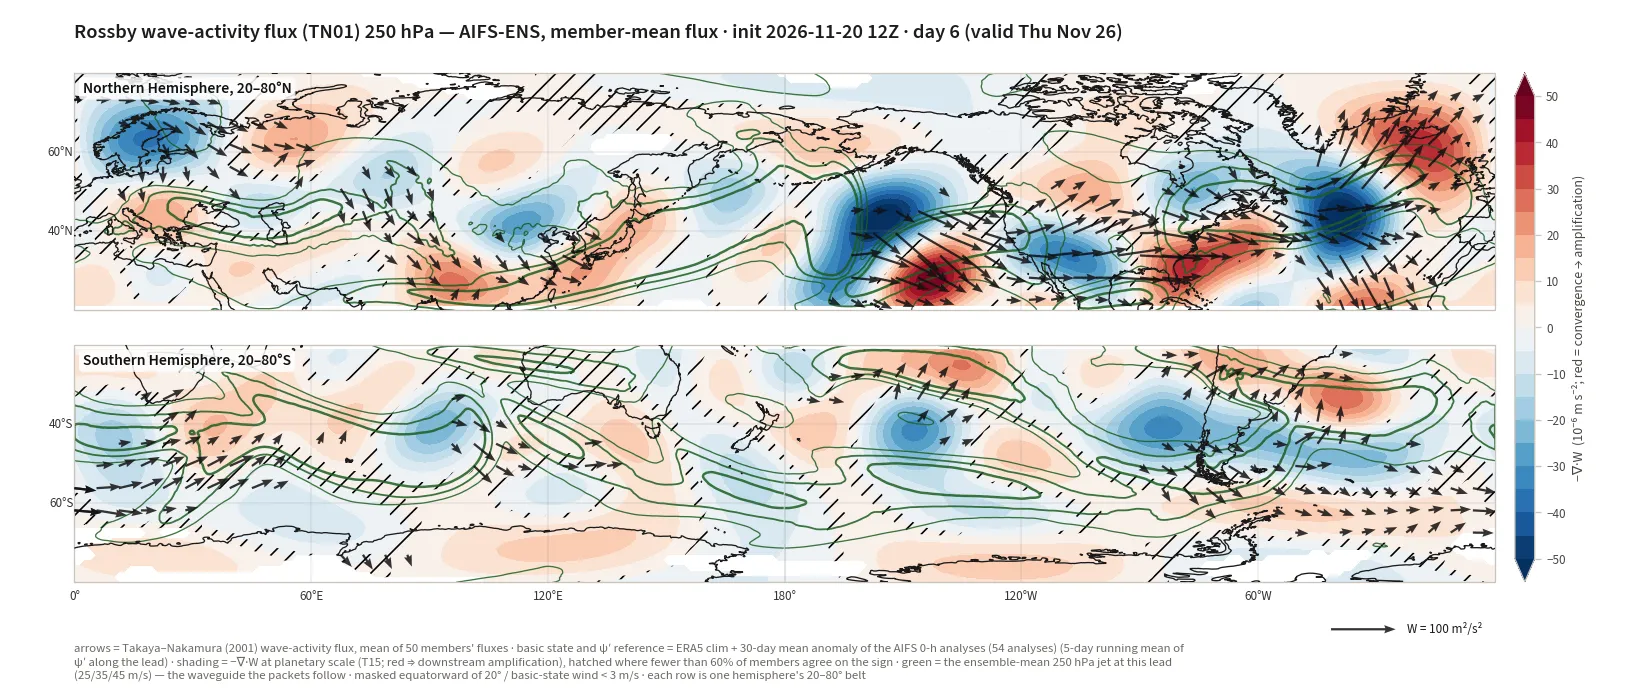 Rossby wave-activity flux (TN01) 250 hPa — AIFS-ENS, member-mean flux · init 2026-11-20 12Z · day 6 (valid Thu Nov 26)
Northern Hemisphere, 20–80°N
60°N
40°N
Southern Hemisphere, 20–80°S
40°S
60°S
0°
60°E
120°E
180°
120°W
60°W
50
40
30
20
10
0
−10
−20
−30
−40
−50
−∇·W (10⁻⁶ m s⁻²; red = convergence → amplification)
W = 100 m²/s²
arrows = Takaya–Nakamura (2001) wave-activity flux, mean of 50 members' fluxes · basic state and ψ' reference = ERA5 clim + 30-day mean anomaly of the AIFS 0-h analyses (54 analyses) (5-day running mean of
ψ' along the lead) · shading = −∇·W at planetary scale (T15; red ⇒ downstream amplification), hatched where fewer than 60% of members agree on the sign · green = the ensemble-mean 250 hPa jet at this lead
(25/35/45 m/s) — the waveguide the packets follow · masked equatorward of 20° / basic-state wind < 3 m/s · each row is one hemisphere's 20–80° belt